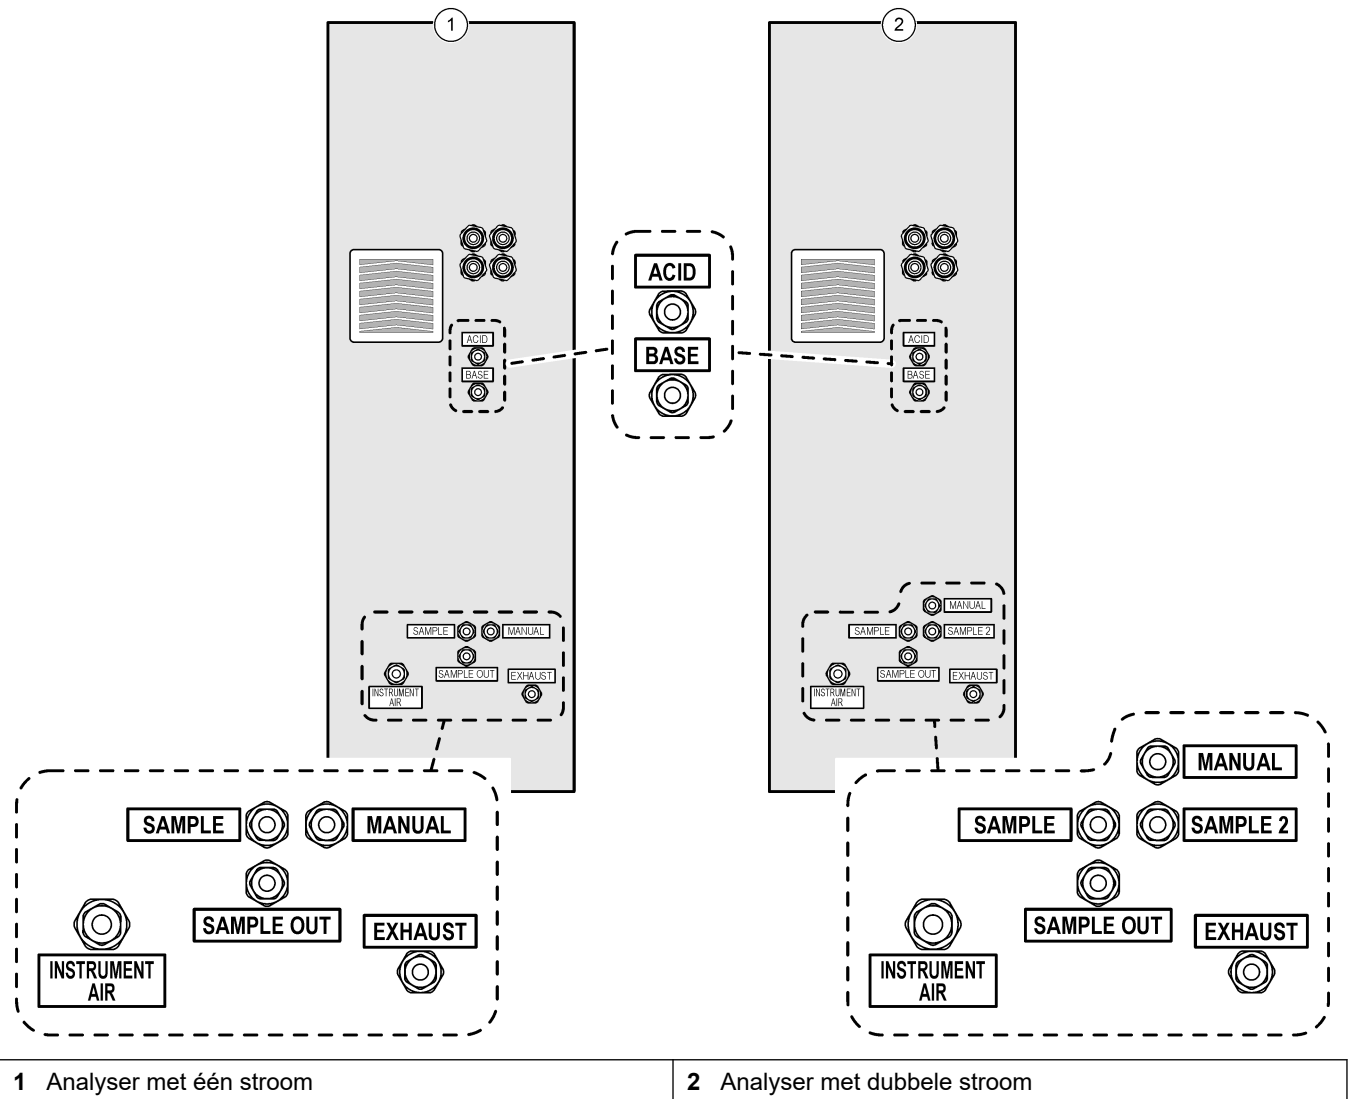 1
2
ACID
BASE
ACID
BASE
ACID
BASE
SAMPLE
MANUAL
SAMPLE OUT
EXHAUST
INSTRUMENT
AIR
MANUAL
SAMPLE
SAMPLE 2
SAMPLE OUT
EXHAUST
INSTRUMENT
AIR
SAMPLE
MANUAL
SAMPLE OUT
EXHAUST
INSTRUMENT
AIR
MANUAL
SAMPLE
SAMPLE 2
SAMPLE OUT
EXHAUST
INSTRUMENT
AIR
1 Analyser met één stroom
2 Analyser met dubbele stroom